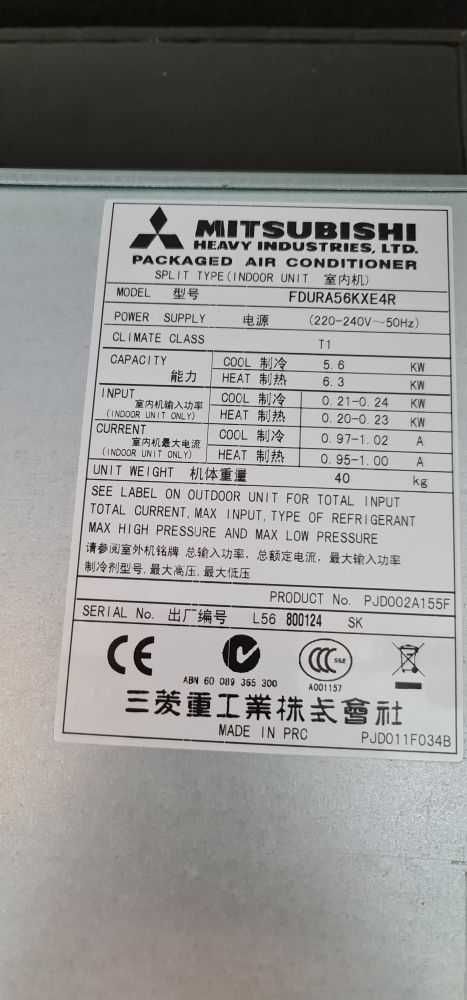 MITSUBISHI
HEAVY INDUSTRIES, LTD.
PACKAGED AIR CONDITIONER
SPLIT TYPE(INDOOR UNIT 室内机)
MODEL 型号 FDURA56KXE4R
POWER SUPPLY 电源 (220-240V~50Hz)
CLIMATE CLASS T1
CAPACITY 能力 COOL 制冷 5.6 KW
HEAT 制热 6.3 KW
INPUT 室内机输入功率 (INDOOR UNIT ONLY) COOL 制冷 0.21-0.24 KW
HEAT 制热 0.20-0.23 KW
CURRENT 室内机最大电流 (INDOOR UNIT ONLY) COOL 制冷 0.97-1.02 A
HEAT 制热 0.95-1.00 A
UNIT WEIGHT 机体重量 40 kg
SEE LABEL ON OUTDOOR UNIT FOR TOTAL INPUT
TOTAL CURRENT, MAX INPUT, TYPE OF REFRIGERANT
MAX HIGH PRESSURE AND MAX LOW PRESSURE
请参阅室外机铭牌 总输入功率, 总额定电流, 最大输入功率
制冷剂型号, 最大高压, 最大低压
PRODUCT No. PJD002A155F
SERIAL No. 出厂编号 L56 800124 SK
CE
CCC S&E
ABN 60 089 365 300
A001157
三菱重工業株式會社
MADE IN PRC
PJD011F034B